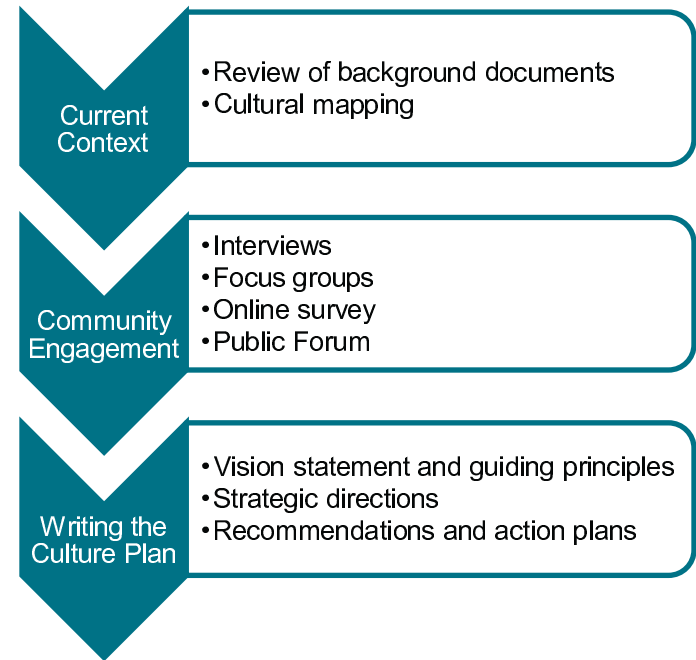 Current
Context
•Review of background documents
•Cultural mapping
Community
Engagement
•Interviews
•Focus groups
•Online survey
•Public Forum
Writing the
Culture Plan
•Vision statement and guiding principles
•Strategic directions
•Recommendations and action plans